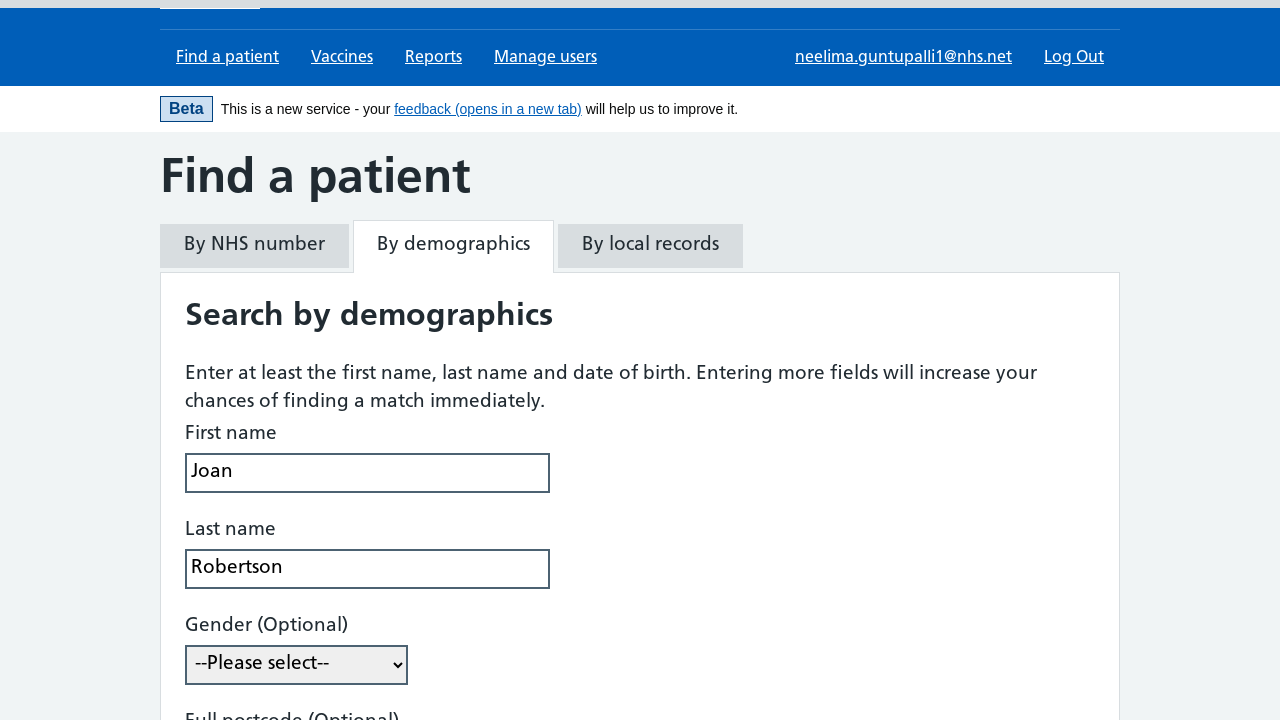 Find a patient Vaccines Reports Manage users neelima.guntupalli1@nhs.net Log Out
Beta This is a new service - your feedback (opens in a new tab) will help us to improve it.
Find a patient
By NHS number By demographics By local records
Search by demographics
Enter at least the first name, last name and date of birth. Entering more fields will increase your
chances of finding a match immediately.
First name
Joan
Last name
Robertson
Gender (Optional)
--Please select--
Full postcode (Optional)